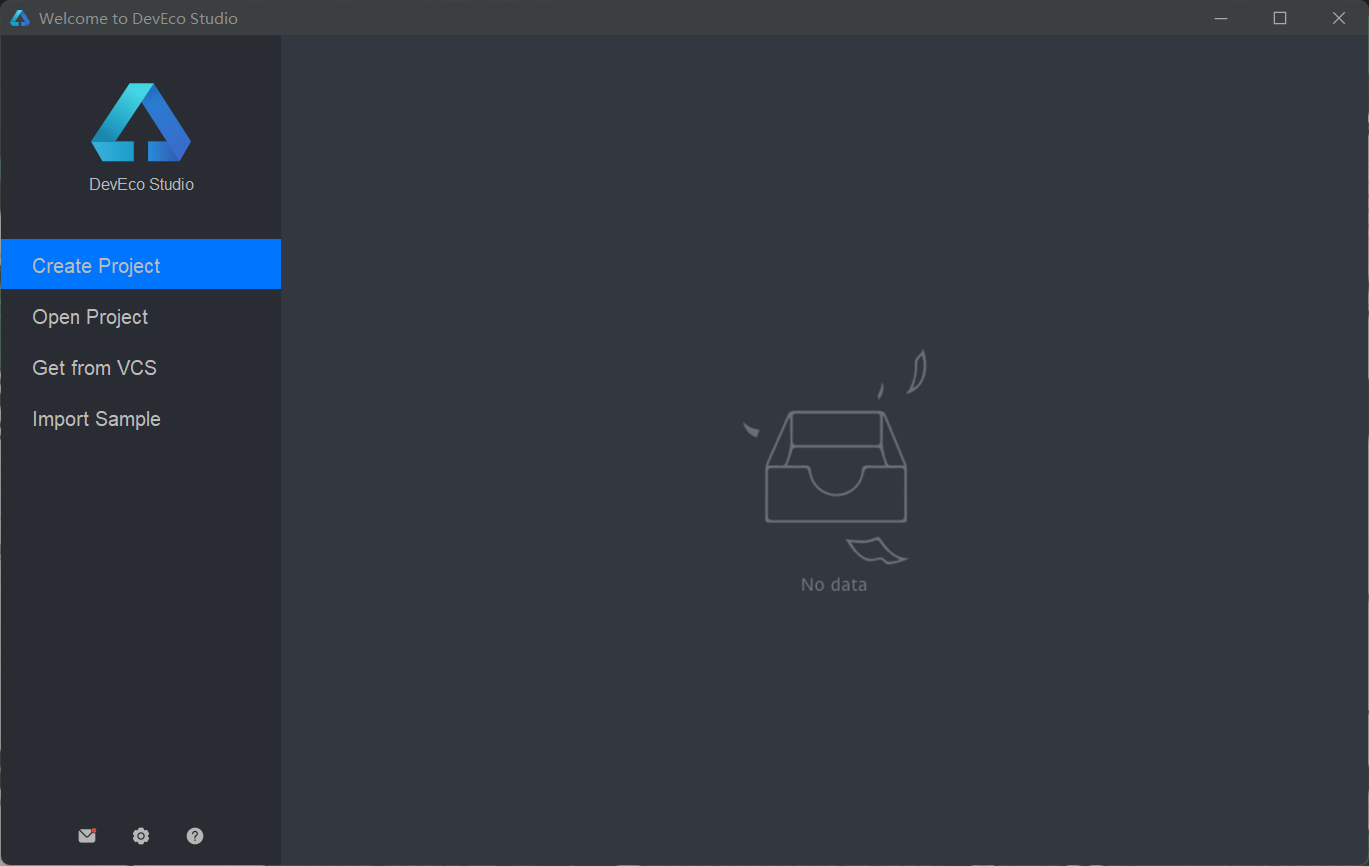 Welcome to DevEco Studio
DevEco Studio
Create Project
Open Project
Get from VCS
Import Sample
No data
?